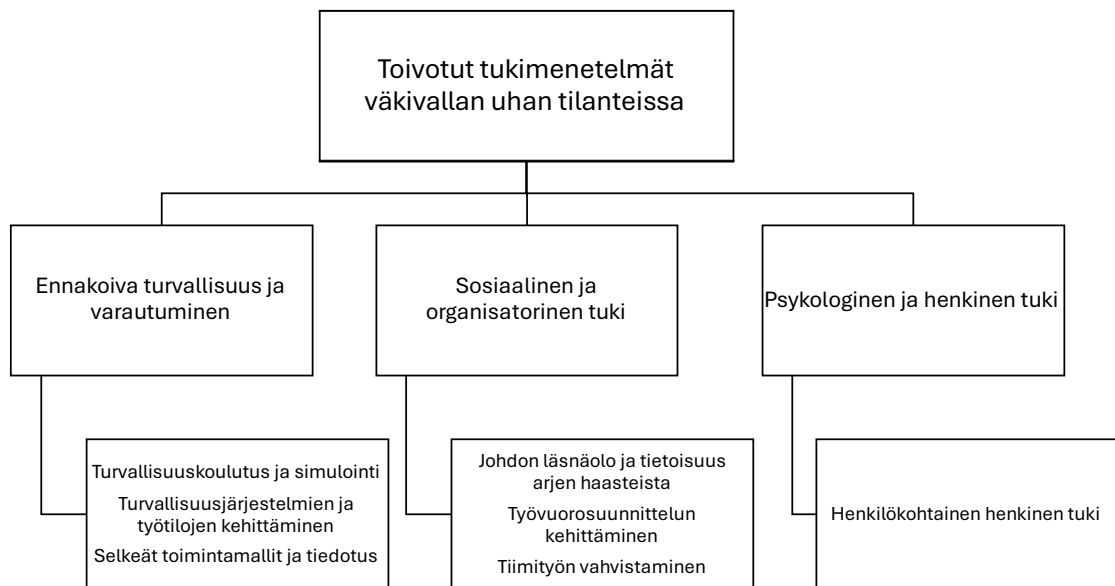 Toivotut tukimenetelmät
väkivallan uhan tilanteissa
Ennakoiva turvallisuus ja
varautuminen
Sosiaalinen ja
organisatorinen tuki
Psykologinen ja henkinen tuki
Turvallisuuskoulutus ja simulointi
Turvallisuusjärjestelmien ja
työtilojen kehittäminen
Selkeät toimintamallit ja tiedotus
Johdon läsnäolo ja tietoisuus
arjen haasteista
Työvuorosuunnittelun
kehittäminen
Tiimityön vahvistaminen
Henkilökohtainen henkinen tuki